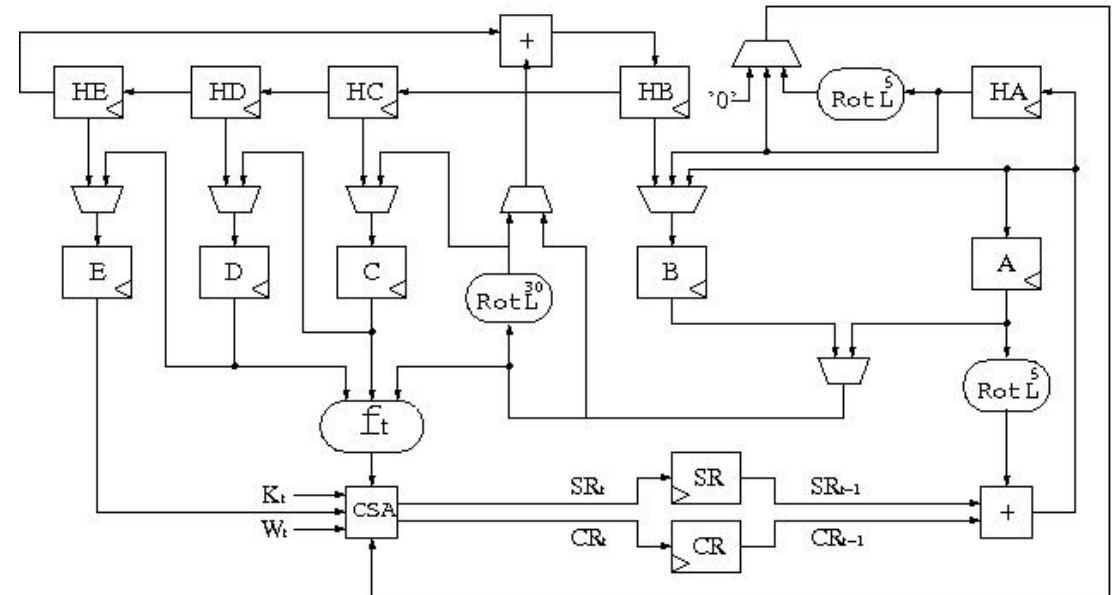 +
HE
HD
HC
HB
'0'
RotL⁵
HA
E
D
C
RotL³⁰
B
A
RotL⁵
fₜ
Kₜ
Wₜ
CSA
SRₜ
SR
SRₜ₋₁
CRₜ
CR
CRₜ₋₁
+